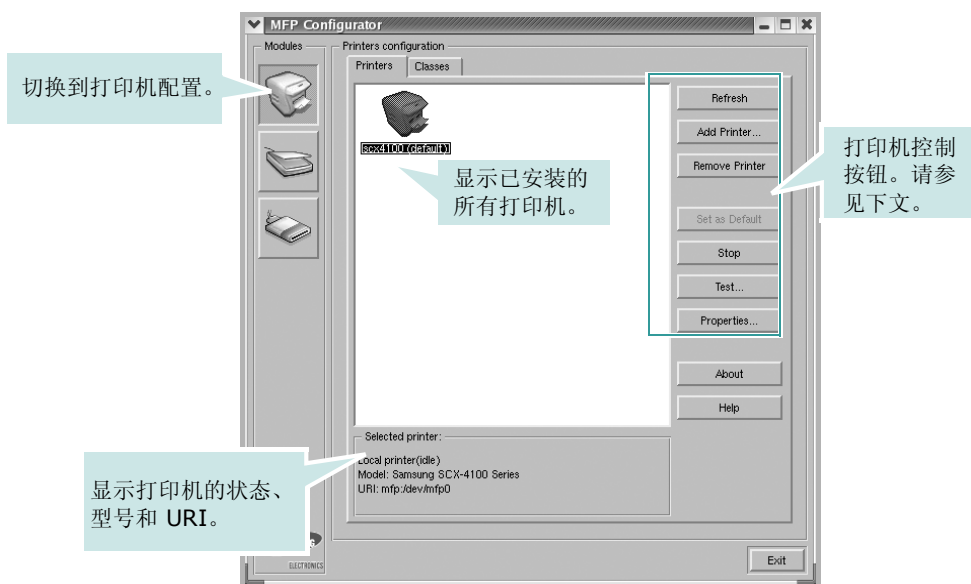 MFP Configurator
Modules
Printers configuration
Printers
Classes
切换到打印机配置。
scx4100 (default)
显示已安装的
所有打印机。
Refresh
Add Printer...
Remove Printer
Set as Default
Stop
Test...
Properties...
打印机控制
按钮。请参
见下文。
About
Help
Selected printer:
Local printer(idle)
Model: Samsung SCX-4100 Series
URI: mfp:/dev/mfp0
显示打印机的状态、
型号和 URI。
G
ELECTRONICS
Exit